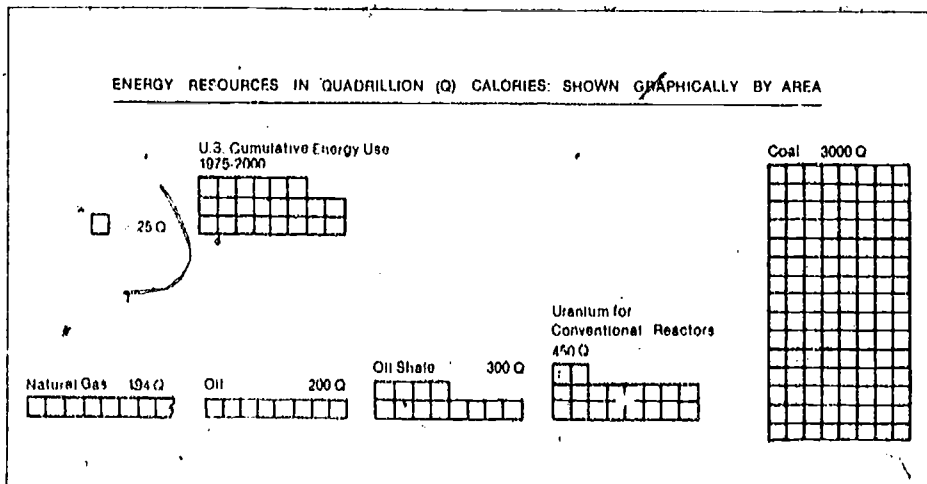 ENERGY RESOURCES IN QUADRILLION (Q) CALORIES: SHOWN GRAPHICALLY BY AREA
U.S. Cumulative Energy Use
1975-2000
25 Q
Coal 3000 Q
Uranium for
Conventional Reactors
450 Q
Natural Gas 194 Q
Oil 200 Q
Oil Shale 300 Q